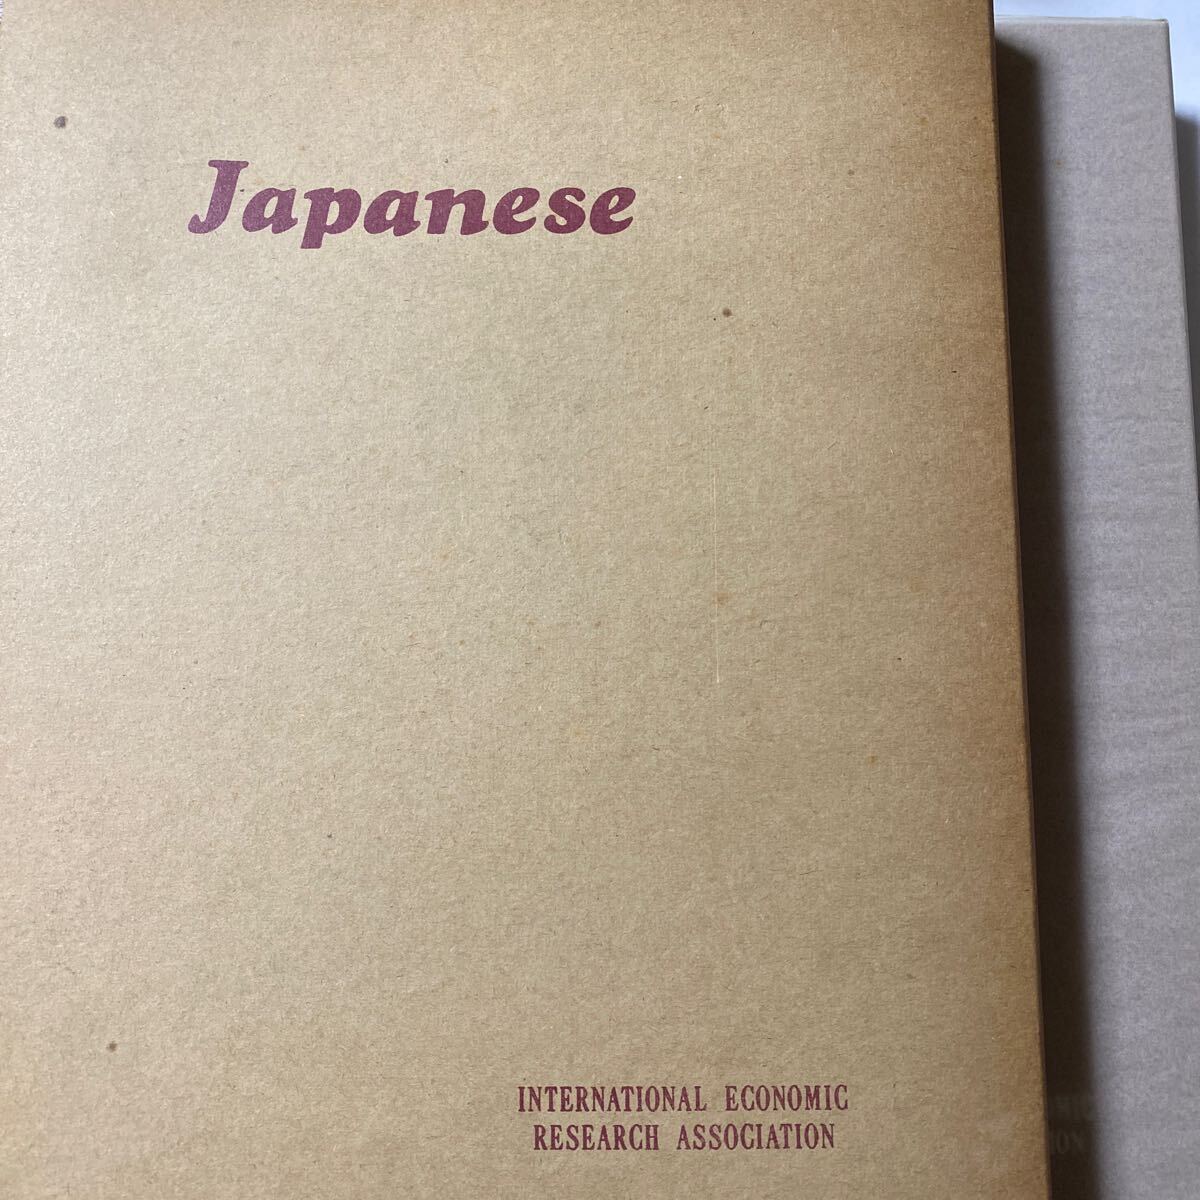 Japanese
INTERNATIONAL ECONOMIC
RESEARCH ASSOCIATION